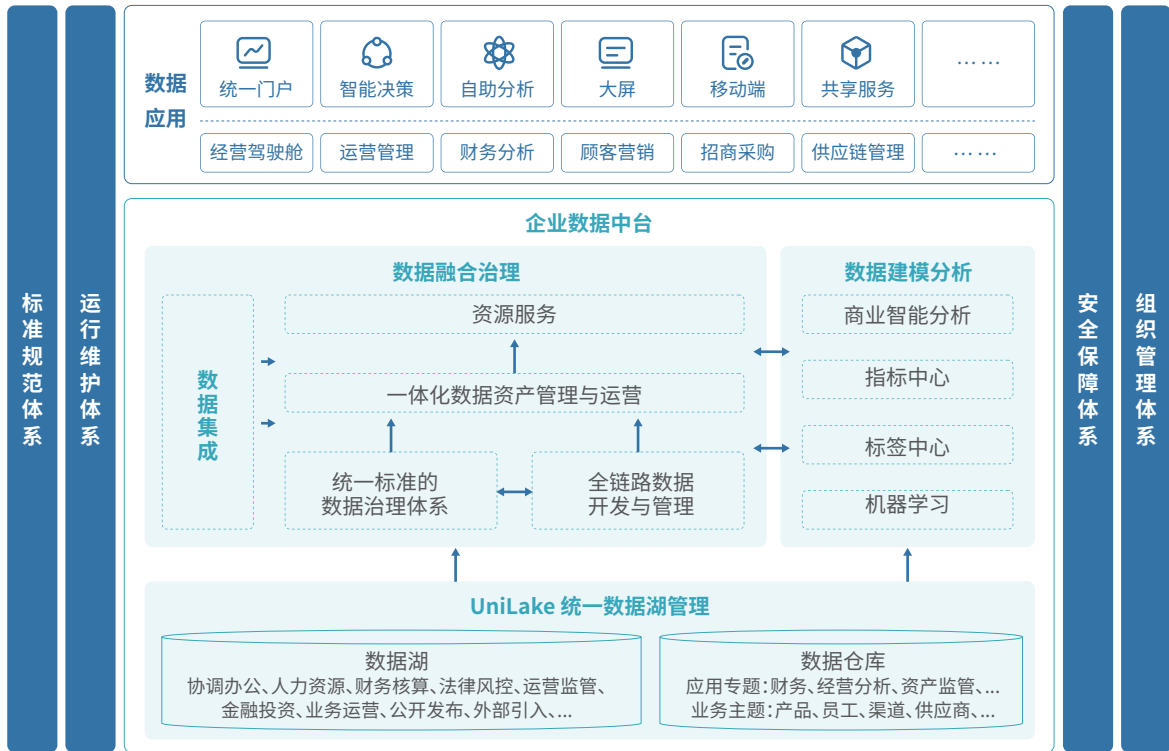 标准规范体系
运行维护体系
数据
应用
统一门户
智能决策
自助分析
大屏
移动端
共享服务
……
经营驾驶舱
运营管理
财务分析
顾客营销
招商采购
供应链管理
……
企业数据中台
数据融合治理
数据集成
资源服务
一体化数据资产管理与运营
统一标准的
数据治理体系
全链路数据
开发与管理
数据建模分析
商业智能分析
指标中心
标签中心
机器学习
UniLake 统一数据湖管理
数据湖
协调办公、人力资源、财务核算、法律风控、运营监管、
金融投资、业务运营、公开发布、外部引入、...
数据仓库
应用专题：财务、经营分析、资产监管、...
业务主题：产品、员工、渠道、供应商、...
安全保障体系
组织管理体系